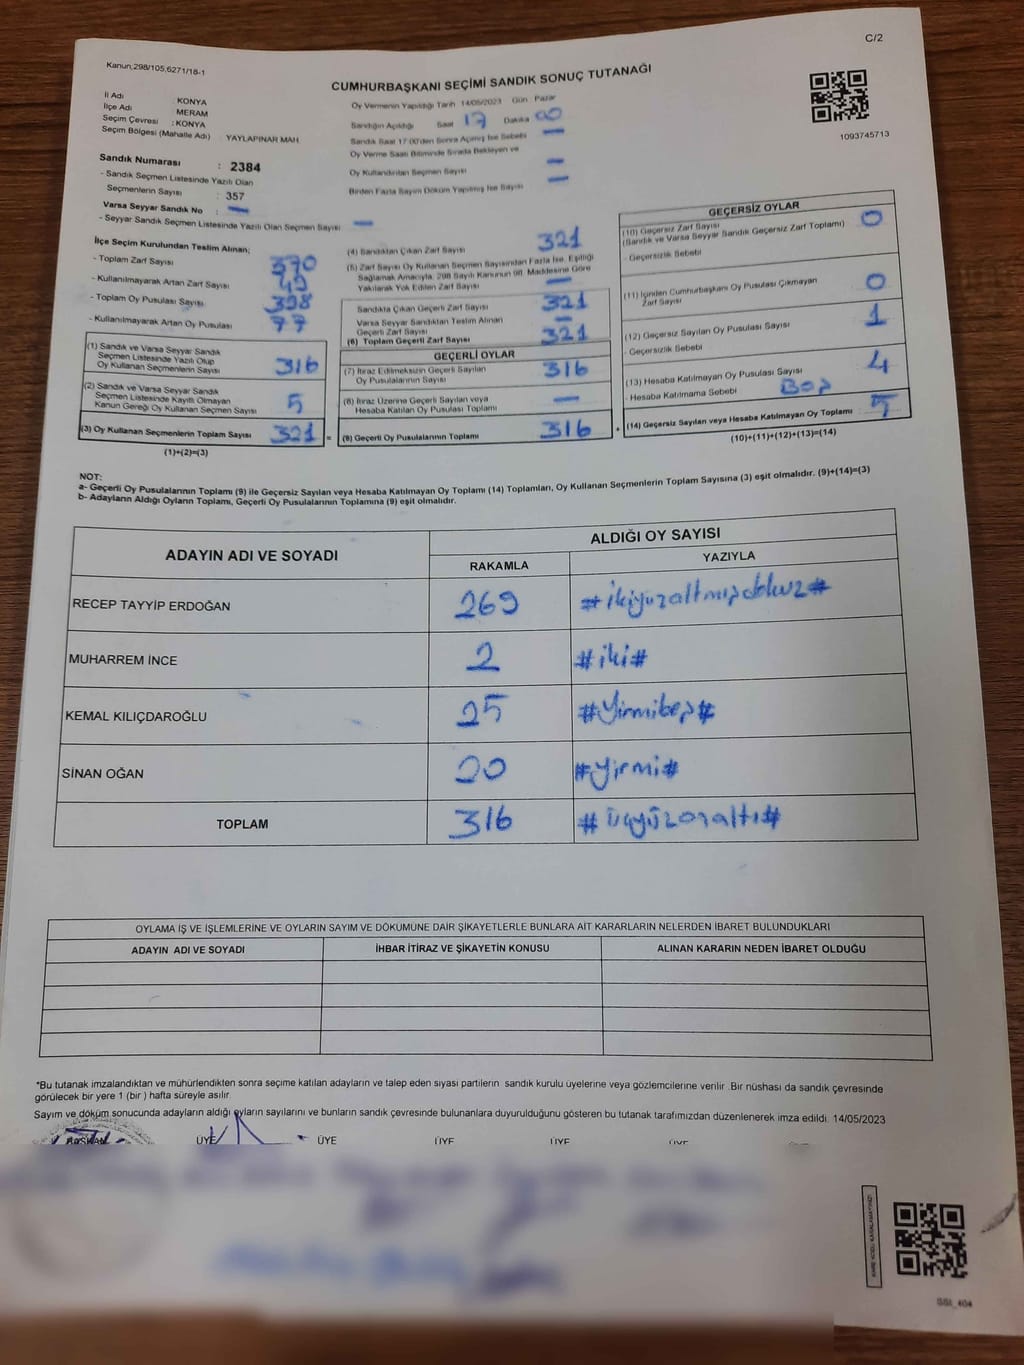 C/2
Kanun;298/105,6271/18-1
CUMHURBAŞKANI SEÇİMİ SANDIK SONUÇ TUTANAĞI
1093745713
İl Adı : KONYA
İlçe Adı : MERAM
Seçim Çevresi : KONYA
Seçim Bölgesi (Mahalle Adı) : YAYLAPINAR MAH
Oy Vermenin Yapıldığı Tarih 14/05/2023 Gün : Pazar
Sandığın Açıldığı Saat 17 Dakika 00
Sandık Saat 17:00'den Sonra Açımış İse Sebebi —
Oy Verme Saati Bitiminde Sırada Bekleyen ve
Oy Kullandırılan Seçmen Sayısı —
Birden Fazla Sayım Döküm Yapılmış İse Sayısı —
Sandık Numarası : 2384
- Sandık Seçmen Listesinde Yazılı Olan
Seçmenlerin Sayısı : 357
Varsa Seyyar Sandık No : —
- Seyyar Sandık Seçmen Listesinde Yazılı Olan Seçmen Sayısı —
İlçe Seçim Kurulundan Teslim Alınan;
- Toplam Zarf Sayısı 370
- Kullanılmayarak Artan Zarf Sayısı 49
- Toplam Oy Pusulası Sayısı 398
- Kullanılmayarak Artan Oy Pusulası 77
(1) Sandık ve Varsa Seyyar Sandık
Seçmen Listesinde Yazılı Olup
Oy Kullanan Seçmenlerin Sayısı 316
(2) Sandık ve Varsa Seyyar Sandık
Seçmen Listesinde Kayıtlı Olmayan
Kanun Gereği Oy Kullanan Seçmen Sayısı 5
(3) Oy Kullanan Seçmenlerin Toplam Sayısı 321 =
(1)+(2)=(3)
(4) Sandıktan Çıkan Zarf Sayısı 321
(5) Zarf Sayısı Oy Kullanan Seçmen Sayısından Fazla İse, Eşitliği
Sağlamak Amacıyla, 298 Sayılı Kanunun 98. Maddesine Göre
Yakılarak Yok Edilen Zarf Sayısı —
Sandıkta Çıkan Geçerli Zarf Sayısı 321
Varsa Seyyar Sandıktan Teslim Alınan
Geçerli Zarf Sayısı —
(6) Toplam Geçerli Zarf Sayısı 321
GEÇERLİ OYLAR
(7) İtiraz Edilmeksizin Geçerli Sayılan
Oy Pusulalarının Sayısı 316
(8) İtiraz Üzerine Geçerli Sayılan veya
Hesaba Katılan Oy Pusulası Toplamı —
(9) Geçerli Oy Pusulalarının Toplamı 316 +
GEÇERSİZ OYLAR
(10) Geçersiz Zarf Sayısı 0
(Sandık ve Varsa Seyyar Sandık Geçersiz Zarf Toplamı)
- Geçersizlik Sebebi
(11) İçinden Cumhurbaşkanı Oy Pusulası Çıkmayan
Zarf Sayısı 0
(12) Geçersiz Sayılan Oy Pusulası Sayısı 1
- Geçersizlik Sebebi
(13) Hesaba Katılmayan Oy Pusulası Sayısı 4
- Hesaba Katılmama Sebebi Boş
(14) Geçersiz Sayılan veya Hesaba Katılmayan Oy Toplamı : 5
(10)+(11)+(12)+(13)=(14)
NOT:
a- Geçerli Oy Pusulalarının Toplamı (9) ile Geçersiz Sayılan veya Hesaba Katılmayan Oy Toplamı (14) Toplamları, Oy Kullanan Seçmenlerin Toplam Sayısına (3) eşit olmalıdır. (9)+(14)=(3)
b- Adayların Aldığı Oyların Toplamı, Geçerli Oy Pusulalarının Toplamına (9) eşit olmalıdır.
ADAYIN ADI VE SOYADI
ALDIĞI OY SAYISI
RAKAMLA YAZIYLA
RECEP TAYYİP ERDOĞAN 269 #ikiyüzaltmışdokuz#
MUHARREM İNCE 2 #iki#
KEMAL KILIÇDAROĞLU 25 #Yirmibeş#
SİNAN OĞAN 20 #yirmi#
TOPLAM 316 #üçyüzonaltı#
OYLAMA İŞ VE İŞLEMLERİNE VE OYLARIN SAYIM VE DÖKÜMÜNE DAİR ŞİKAYETLERLE BUNLARA AİT KARARLARIN NELERDEN İBARET BULUNDUKLARI
ADAYIN ADI VE SOYADI İHBAR İTİRAZ VE ŞİKAYETİN KONUSU ALINAN KARARIN NEDEN İBARET OLDUĞU
*Bu tutanak imzalandıktan ve mühürlendikten sonra seçime katılan adayların ve talep eden siyasi partilerin sandık kurulu üyelerine veya gözlemcilerine verilir .Bir nüshası da sandık çevresinde
görülecek bir yere 1 (bir ) hafta süreyle asılır.
Sayım ve döküm sonucunda adayların aldığı oyların sayılarını ve bunların sandık çevresinde bulunanlara duyurulduğunu gösteren bu tutanak tarafımızdan düzenlenerek imza edildi. 14/05/2023
BAŞKAN ÜYE ÜYE ÜYE ÜYE ÜYE